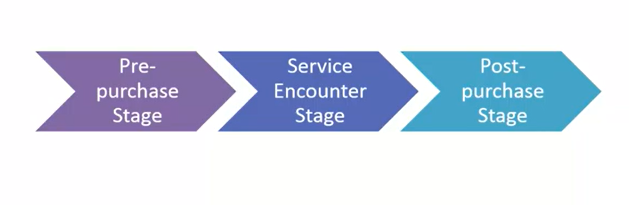 Pre-
purchase
Stage
Service
Encounter
Stage
Post-
purchase
Stage